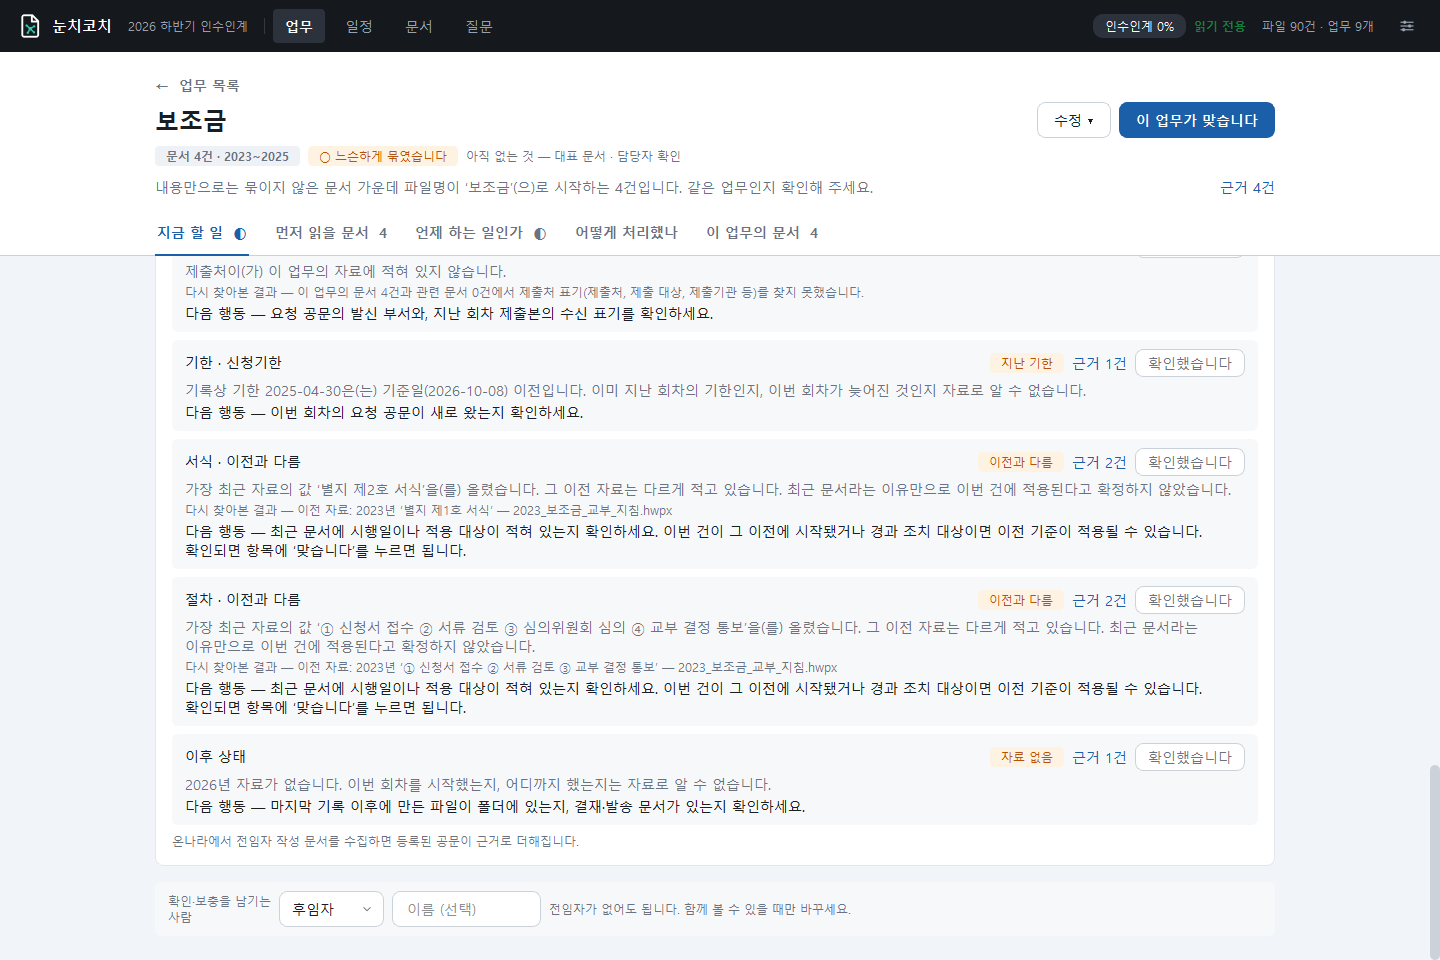 눈치코치 2026 하반기 인수인계 업무 일정 문서 질문 인수인계 0% 읽기 전용 파일 90건 · 업무 9개
← 업무 목록
보조금 수정 ▾ 이 업무가 맞습니다
문서 4건 · 2023~2025 ○ 느슨하게 묶였습니다 아직 없는 것 — 대표 문서 · 담당자 확인
내용만으로는 묶이지 않은 문서 가운데 파일명이 ‘보조금’(으)로 시작하는 4건입니다. 같은 업무인지 확인해 주세요. 근거 4건
지금 할 일 ◐ 먼저 읽을 문서 4 언제 하는 일인가 ◐ 어떻게 처리했나 이 업무의 문서 4
제출처이(가) 이 업무의 자료에 적혀 있지 않습니다.
다시 찾아본 결과 — 이 업무의 문서 4건과 관련 문서 0건에서 제출처 표기(제출처, 제출 대상, 제출기관 등)를 찾지 못했습니다.
다음 행동 — 요청 공문의 발신 부서와, 지난 회차 제출본의 수신 표기를 확인하세요.
기한 · 신청기한 지난 기한 근거 1건 확인했습니다
기록상 기한 2025-04-30은(는) 기준일(2026-10-08) 이전입니다. 이미 지난 회차의 기한인지, 이번 회차가 늦어진 것인지 자료로 알 수 없습니다.
다음 행동 — 이번 회차의 요청 공문이 새로 왔는지 확인하세요.
서식 · 이전과 다름 이전과 다름 근거 2건 확인했습니다
가장 최근 자료의 값 ‘별지 제2호 서식’을(를) 올렸습니다. 그 이전 자료는 다르게 적고 있습니다. 최근 문서라는 이유만으로 이번 건에 적용된다고 확정하지 않았습니다.
다시 찾아본 결과 — 이전 자료: 2023년 ‘별지 제1호 서식’ — 2023_보조금_교부_지침.hwpx
다음 행동 — 최근 문서에 시행일이나 적용 대상이 적혀 있는지 확인하세요. 이번 건이 그 이전에 시작됐거나 경과 조치 대상이면 이전 기준이 적용될 수 있습니다.
확인되면 항목에 ‘맞습니다’를 누르면 됩니다.
절차 · 이전과 다름 이전과 다름 근거 2건 확인했습니다
가장 최근 자료의 값 ‘① 신청서 접수 ② 서류 검토 ③ 심의위원회 심의 ④ 교부 결정 통보’을(를) 올렸습니다. 그 이전 자료는 다르게 적고 있습니다. 최근 문서라는
이유만으로 이번 건에 적용된다고 확정하지 않았습니다.
다시 찾아본 결과 — 이전 자료: 2023년 ‘① 신청서 접수 ② 서류 검토 ③ 교부 결정 통보’ — 2023_보조금_교부_지침.hwpx
다음 행동 — 최근 문서에 시행일이나 적용 대상이 적혀 있는지 확인하세요. 이번 건이 그 이전에 시작됐거나 경과 조치 대상이면 이전 기준이 적용될 수 있습니다.
확인되면 항목에 ‘맞습니다’를 누르면 됩니다.
이후 상태 자료 없음 근거 1건 확인했습니다
2026년 자료가 없습니다. 이번 회차를 시작했는지, 어디까지 했는지는 자료로 알 수 없습니다.
다음 행동 — 마지막 기록 이후에 만든 파일이 폴더에 있는지, 결재·발송 문서가 있는지 확인하세요.
온나라에서 전임자 작성 문서를 수집하면 등록된 공문이 근거로 더해집니다.
확인·보충을 남기는 사람 후임자 이름 (선택) 전임자가 없어도 됩니다. 함께 볼 수 있을 때만 바꾸세요.